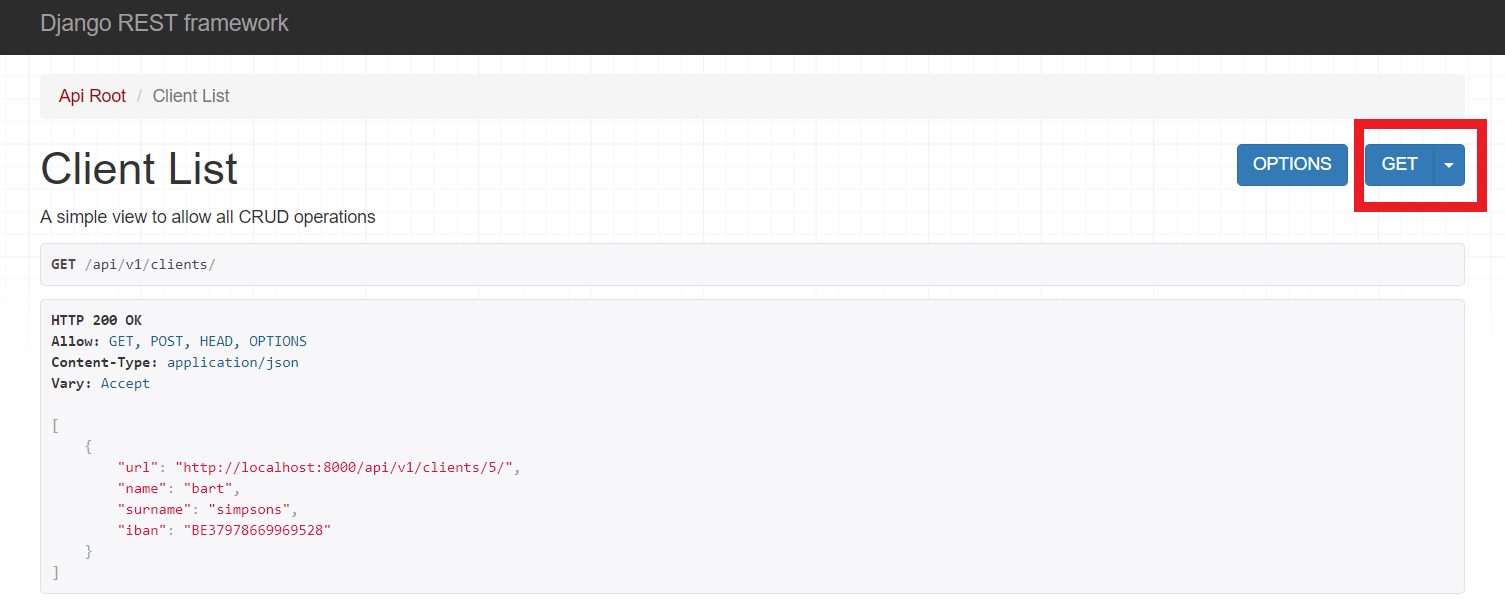 Django REST framework
Api Root / Client List
Client List
OPTIONS
GET
A simple view to allow all CRUD operations
GET /api/v1/clients/
HTTP 200 OK
Allow: GET, POST, HEAD, OPTIONS
Content-Type: application/json
Vary: Accept
[
    {
        "url": "http://localhost:8000/api/v1/clients/5/",
        "name": "bart",
        "surname": "simpsons",
        "iban": "BE37978669969528"
    }
]